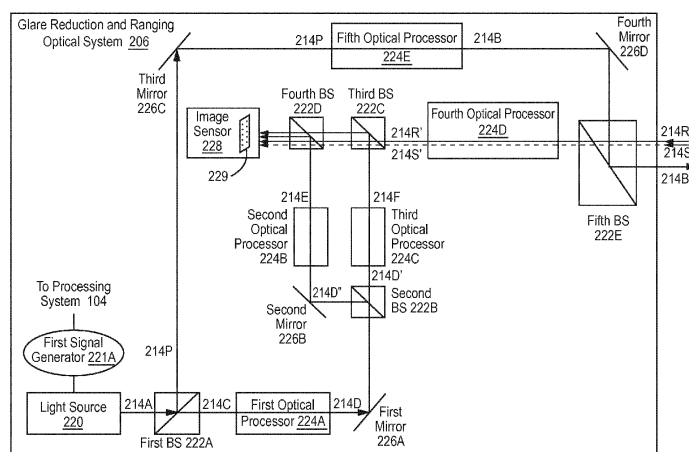 Glare Reduction and Ranging
Optical System 206
214P
Fifth Optical Processor
224E
214B
Fourth
Mirror
226D
Third
Mirror
226C
Fourth BS
222D
Third BS
222C
Image
Sensor
228
229
214R'
214S'
Fourth Optical Processor
224D
214R
214S
214B
Fifth BS
222E
214E
214F
Second
Optical
Processor
224B
Third
Optical
Processor
224C
214D'
214D"
Second
BS 222B
Second
Mirror
226B
To Processing
System 104
First Signal
Generator 221A
214P
Light Source
220
214A
214C
First Optical
Processor 224A
214D
First BS 222A
First
Mirror
226A